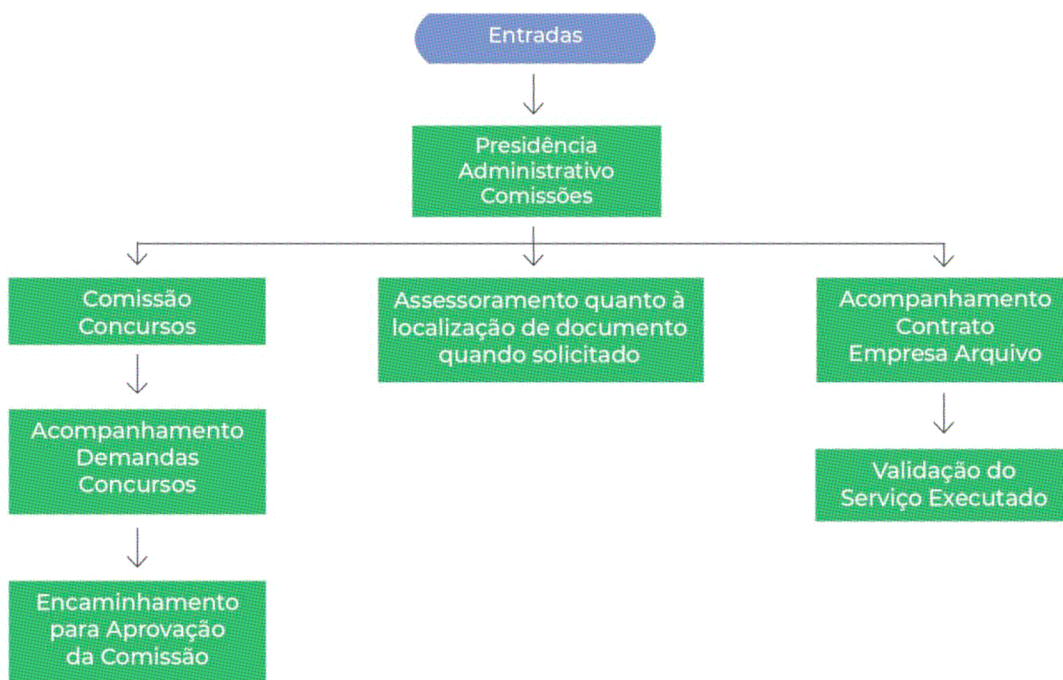 Entradas
Presidência
Administrativo
Comissões
Comissão
Concursos
Assessoramento quanto à
localização de documento
quando solicitado
Acompanhamento
Contrato
Empresa Arquivo
Acompanhamento
Demandas
Concursos
Validação do
Serviço Executado
Encaminhamento
para Aprovação
da Comissão